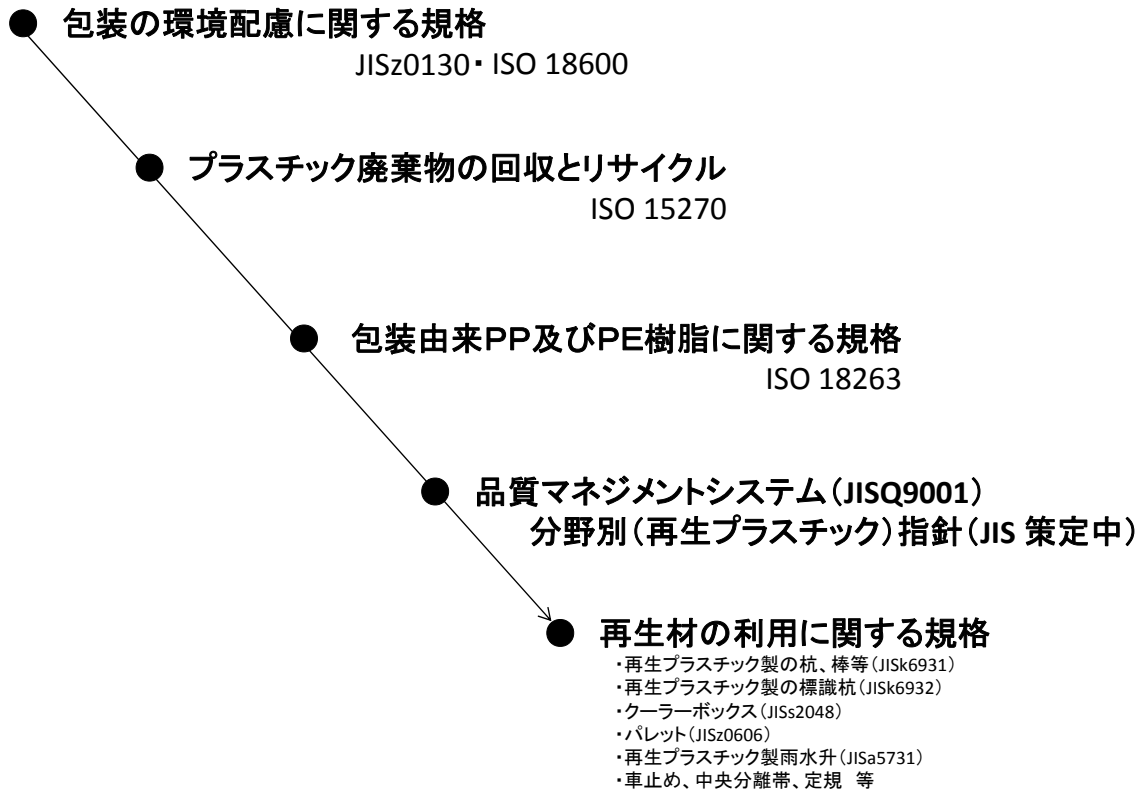 包装の環境配慮に関する規格
JISz0130・ISO 18600
プラスチック廃棄物の回収とリサイクル
ISO 15270
包装由来PP及びPE樹脂に関する規格
ISO 18263
品質マネジメントシステム(JISQ9001)
分野別(再生プラスチック)指針(JIS 策定中)
再生材の利用に関する規格
・再生プラスチック製の杭、棒等(JISk6931)
・再生プラスチック製の標識杭(JISk6932)
・クーラーボックス(JISs2048)
・パレット(JISz0606)
・再生プラスチック製雨水升(JISa5731)
・車止め、中央分離帯、定規 等